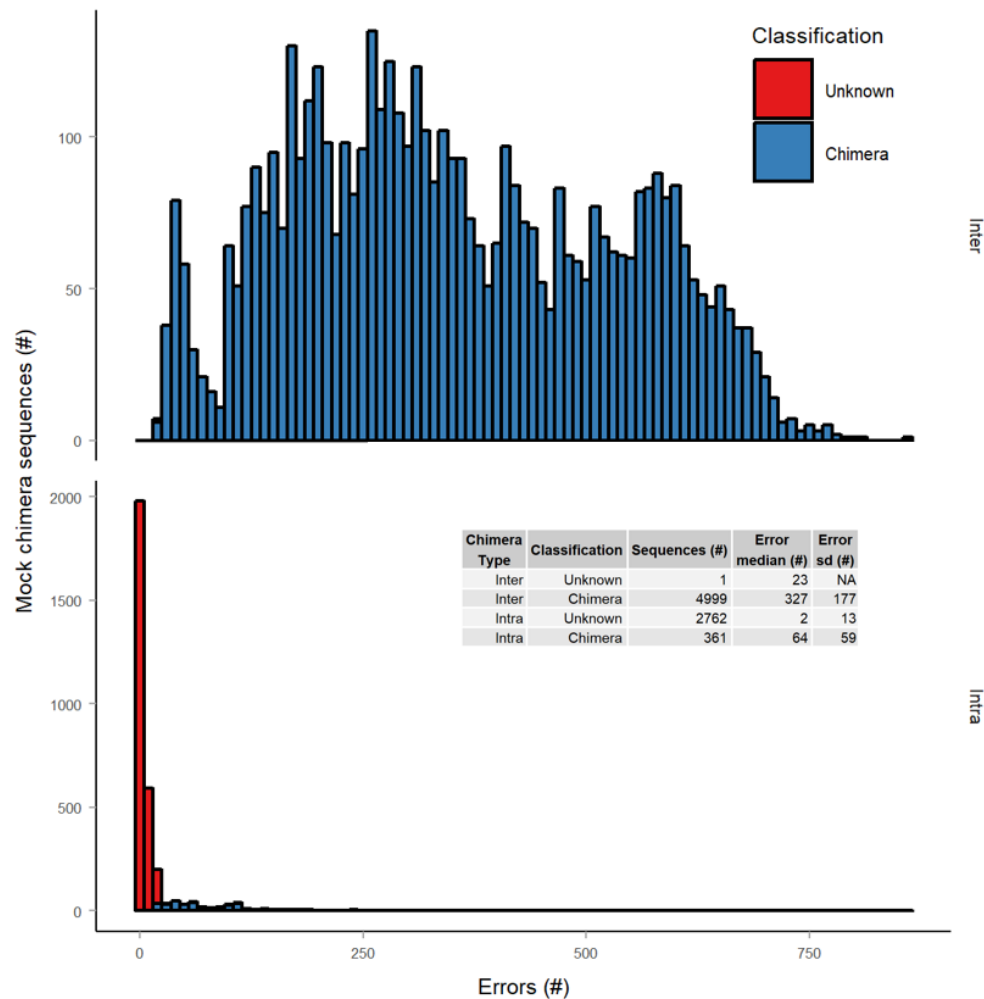 Classification
Unknown
Chimera
100
50
0
Inter
Mock chimera sequences (#)
2000
1500
1000
500
0
Chimera Type Classification Sequences (#) Error median (#) Error sd (#)
Inter Unknown 1 23 NA
Inter Chimera 4999 327 177
Intra Unknown 2762 2 13
Intra Chimera 361 64 59
Intra
0 250 500 750
Errors (#)